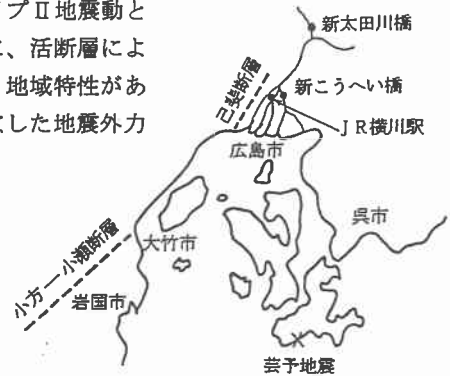 プⅡ地震動と
に、活断層によ
地域特性があ
した地震外力
新太田川橋
新こうへい橋
己斐断層
JR横川駅
広島市
呉市
小方―小瀬断層
大竹市
岩国市
芸予地震